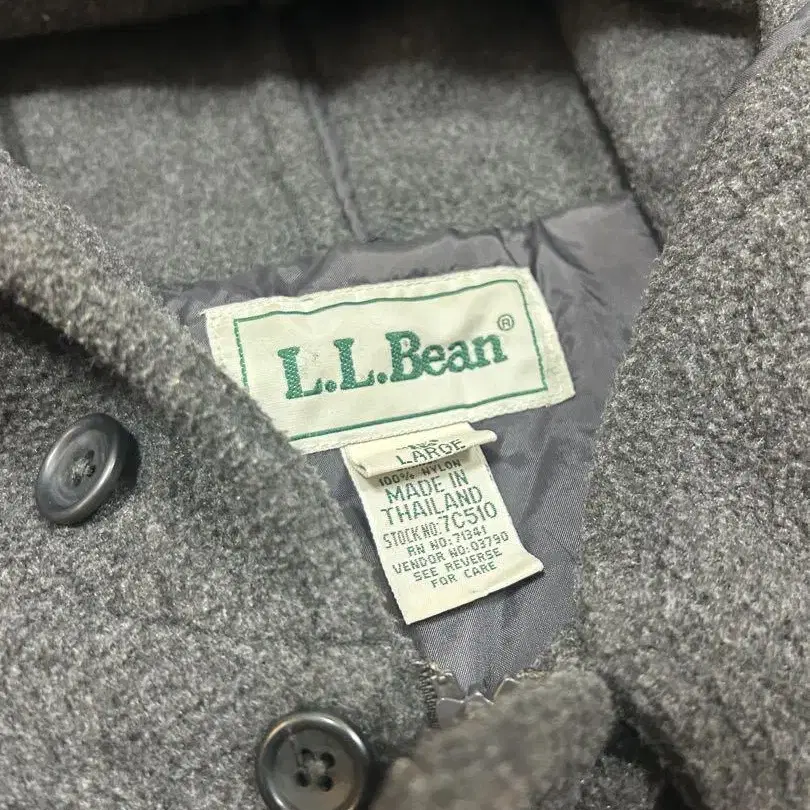 L.L.Bean®
LARGE
100% NYLON
MADE IN
THAILAND
STOCK NO: 7C510
RN NO: 71341
VENDOR NO: 03790
SEE REVERSE
FOR CARE